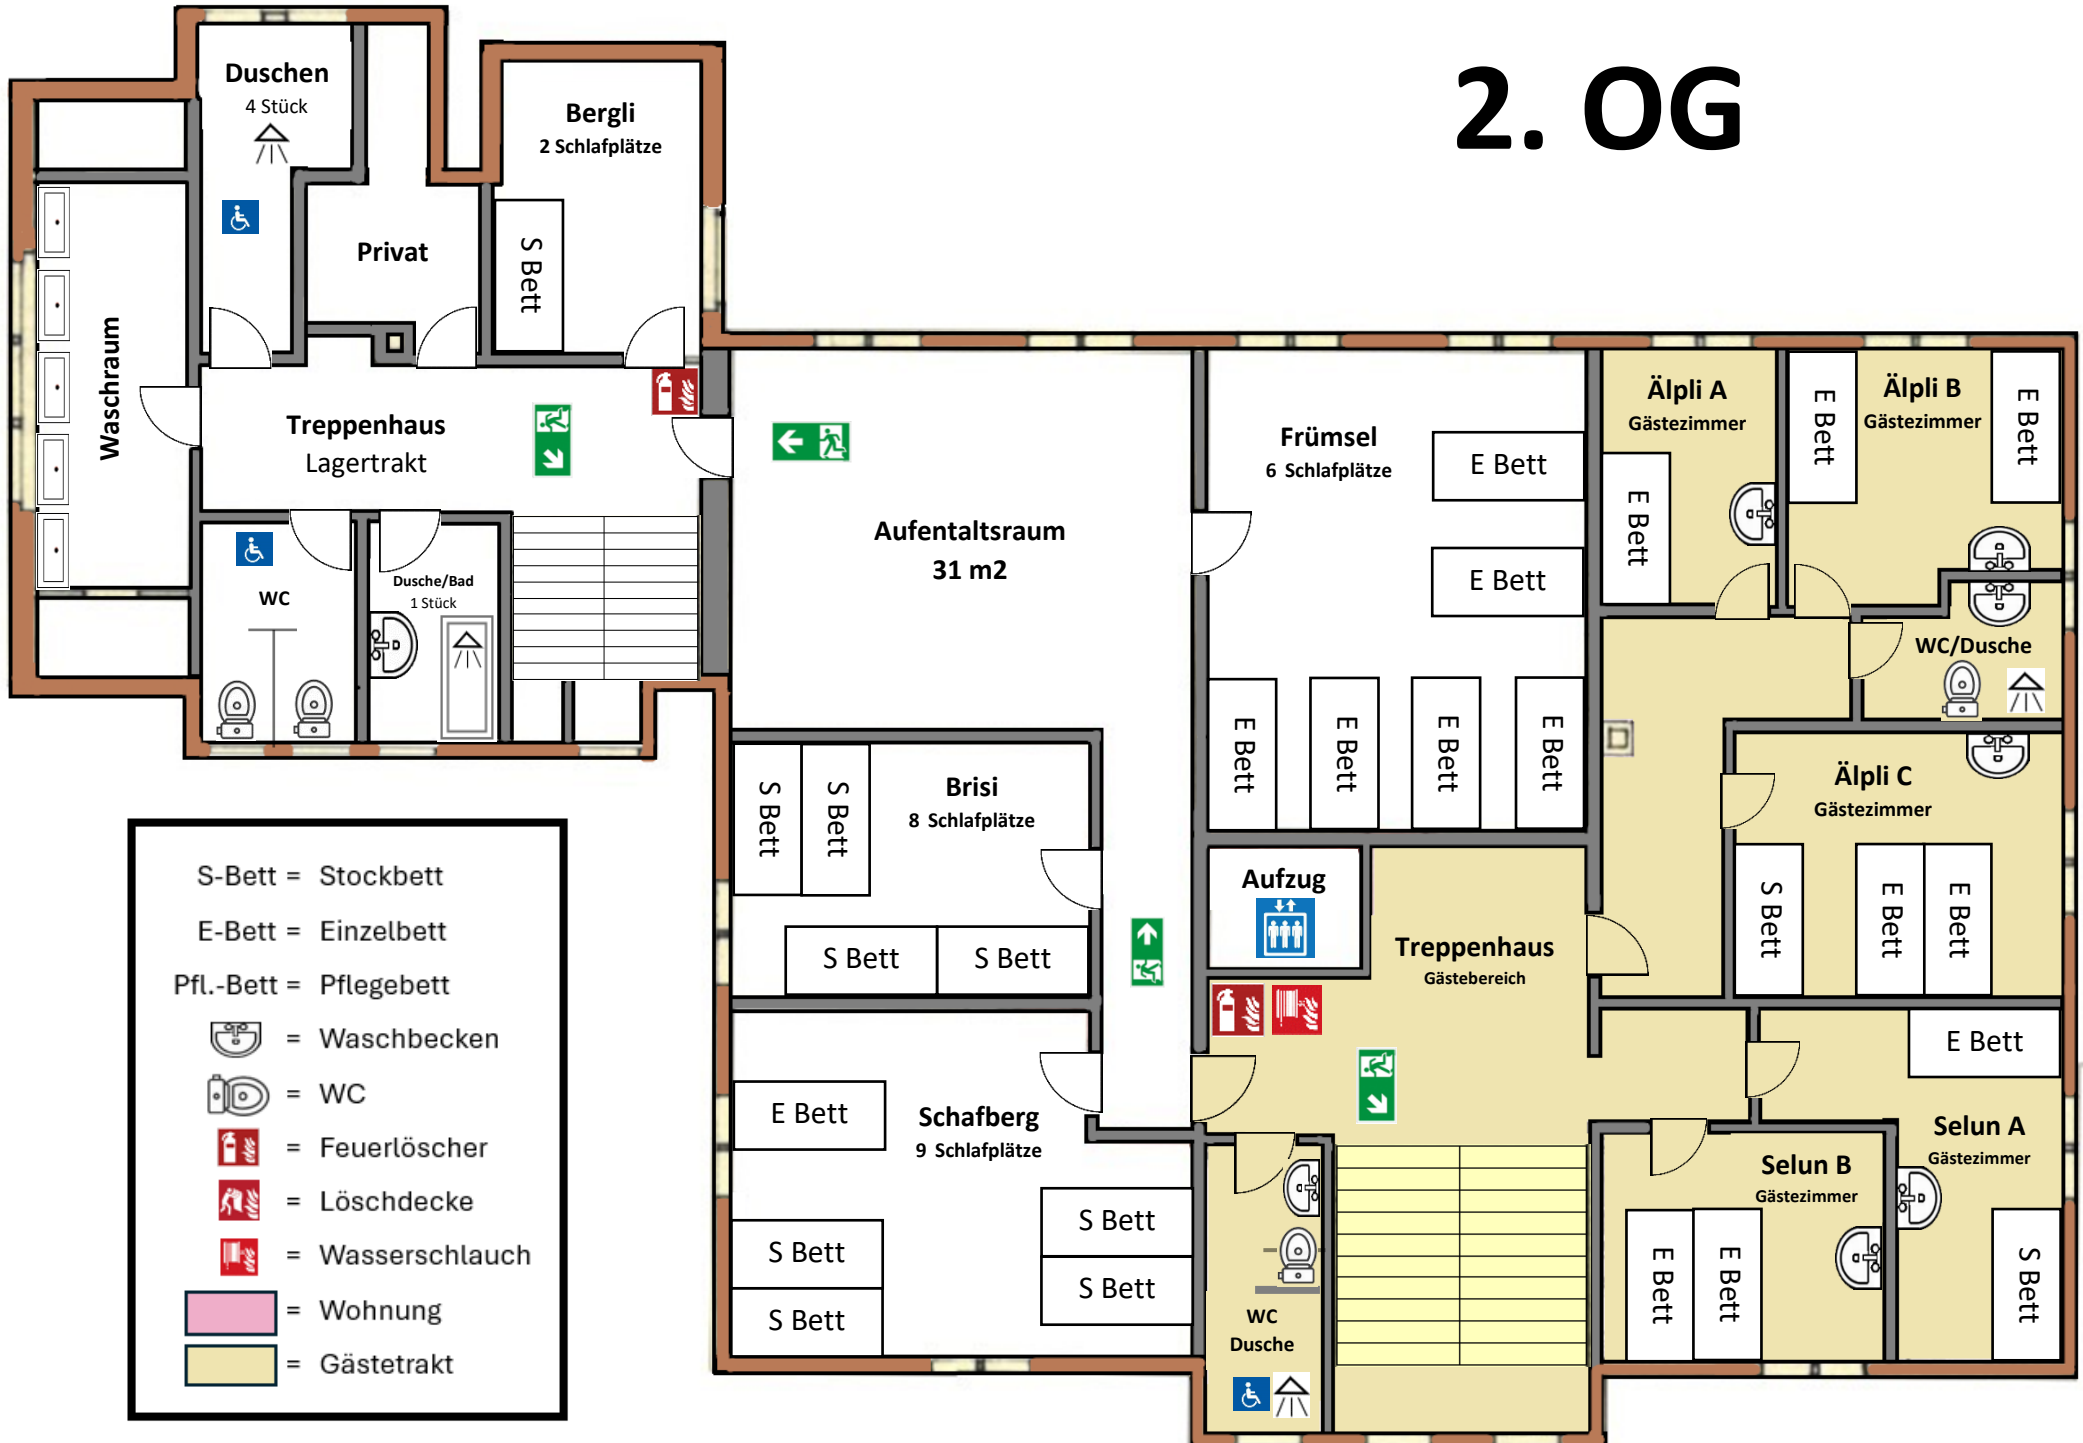 2. OG
Duschen
4 Stück
Bergli
2 Schlafplätze
S Bett
Privat
Waschraum
Treppenhaus
Lagertrakt
WC
Dusche/Bad
1 Stück
Aufentaltsraum
31 m2
Frümsel
6 Schlafplätze
E Bett
E Bett
E Bett
E Bett
E Bett
E Bett
Älpli A
Gästezimmer
E Bett
Älpli B
Gästezimmer
E Bett
E Bett
WC/Dusche
Älpli C
Gästezimmer
S Bett
E Bett
E Bett
Brisi
8 Schlafplätze
S Bett
S Bett
S Bett
S Bett
Aufzug
Treppenhaus
Gästebereich
Schafberg
9 Schlafplätze
E Bett
S Bett
S Bett
S Bett
S Bett
WC
Dusche
E Bett
Selun A
Gästezimmer
S Bett
Selun B
Gästezimmer
E Bett
E Bett
S-Bett = Stockbett
E-Bett = Einzelbett
Pfl.-Bett = Pflegebett
= Waschbecken
= WC
= Feuerlöscher
= Löschdecke
= Wasserschlauch
= Wohnung
= Gästetrakt